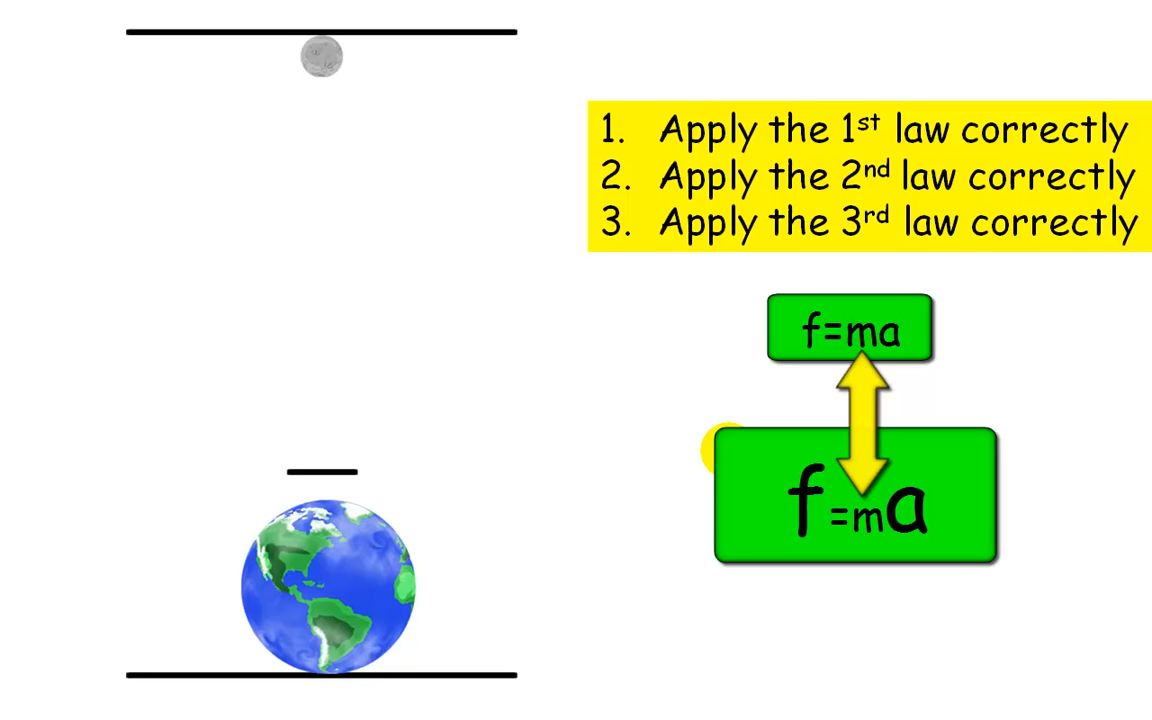 1. Apply the 1st law correctly
2. Apply the 2nd law correctly
3. Apply the 3rd law correctly
f=ma
f=ma